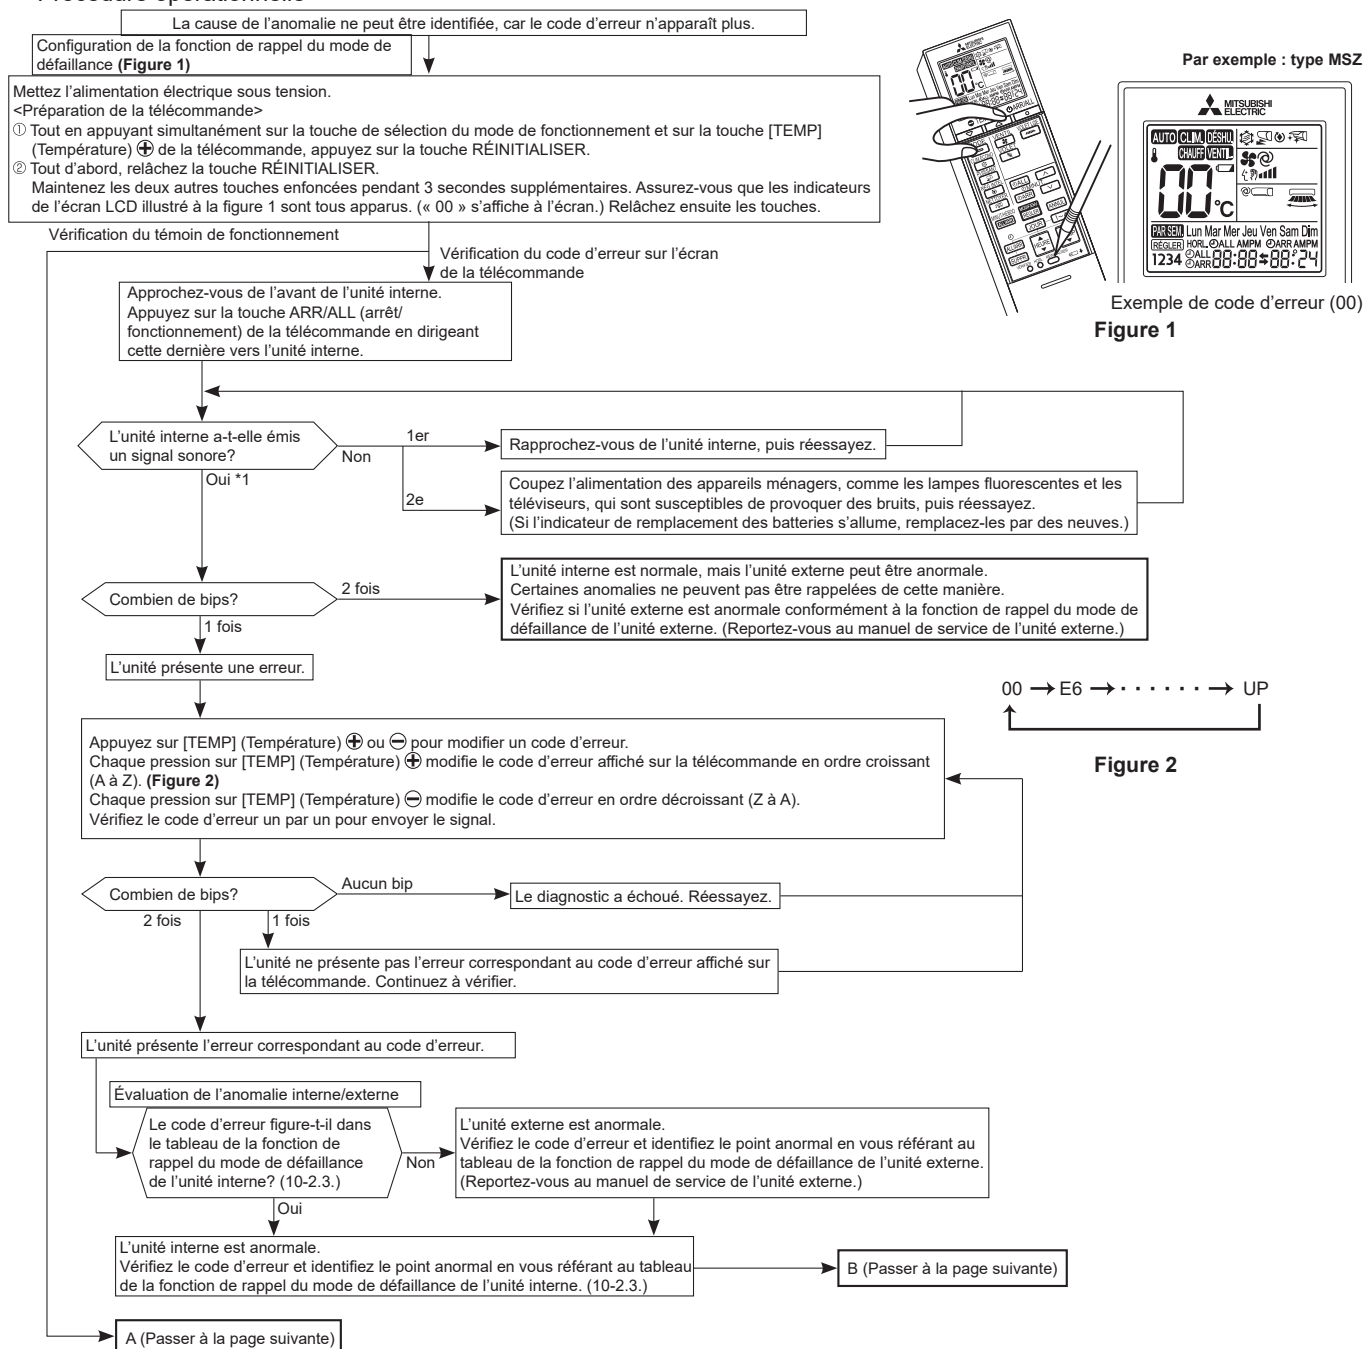 La cause de l'anomalie ne peut être identifiée, car le code d'erreur n'apparaît plus.
Configuration de la fonction de rappel du mode de
défaillance (Figure 1)
Mettez l'alimentation électrique sous tension.
<Préparation de la télécommande>
① Tout en appuyant simultanément sur la touche de sélection du mode de fonctionnement et sur la touche [TEMP]
(Température) ⊕ de la télécommande, appuyez sur la touche RÉINITIALISER.
② Tout d'abord, relâchez la touche RÉINITIALISER.
Maintenez les deux autres touches enfoncées pendant 3 secondes supplémentaires. Assurez-vous que les indicateurs
de l'écran LCD illustré à la figure 1 sont tous apparus. (« 00 » s'affiche à l'écran.) Relâchez ensuite les touches.
Par exemple : type MSZ
MITSUBISHI
ELECTRIC
AUTO CLIM. DÉSHU.
CHAUFF VENTIL.
00°C
PAR SEM. Lun Mar Mer Jeu Ven Sam Dim
RÉGLER HORL. ALL AMPM ARR AMPM
1234 ALL ARR 88:88 88:24
Exemple de code d'erreur (00)
Figure 1
Vérification du témoin de fonctionnement
Vérification du code d'erreur sur l'écran
de la télécommande
Approchez-vous de l'avant de l'unité interne.
Appuyez sur la touche ARR/ALL (arrêt/
fonctionnement) de la télécommande en dirigeant
cette dernière vers l'unité interne.
L'unité interne a-t-elle émis
un signal sonore?
Non
1er
Rapprochez-vous de l'unité interne, puis réessayez.
2e
Coupez l'alimentation des appareils ménagers, comme les lampes fluorescentes et les
téléviseurs, qui sont susceptibles de provoquer des bruits, puis réessayez.
(Si l'indicateur de remplacement des batteries s'allume, remplacez-les par des neuves.)
Oui *1
Combien de bips?
2 fois
L'unité interne est normale, mais l'unité externe peut être anormale.
Certaines anomalies ne peuvent pas être rappelées de cette manière.
Vérifiez si l'unité externe est anormale conformément à la fonction de rappel du mode de
défaillance de l'unité externe. (Reportez-vous au manuel de service de l'unité externe.)
1 fois
L'unité présente une erreur.
00 → E6 → · · · · · · → UP
Figure 2
Appuyez sur [TEMP] (Température) ⊕ ou ⊖ pour modifier un code d'erreur.
Chaque pression sur [TEMP] (Température) ⊕ modifie le code d'erreur affiché sur la télécommande en ordre croissant
(A à Z). (Figure 2)
Chaque pression sur [TEMP] (Température) ⊖ modifie le code d'erreur en ordre décroissant (Z à A).
Vérifiez le code d'erreur un par un pour envoyer le signal.
Combien de bips?
Aucun bip
Le diagnostic a échoué. Réessayez.
2 fois
1 fois
L'unité ne présente pas l'erreur correspondant au code d'erreur affiché sur
la télécommande. Continuez à vérifier.
L'unité présente l'erreur correspondant au code d'erreur.
Évaluation de l'anomalie interne/externe
Le code d'erreur figure-t-il dans
le tableau de la fonction de
rappel du mode de défaillance
de l'unité interne? (10-2.3.)
Non
L'unité externe est anormale.
Vérifiez le code d'erreur et identifiez le point anormal en vous référant au
tableau de la fonction de rappel du mode de défaillance de l'unité externe.
(Reportez-vous au manuel de service de l'unité externe.)
Oui
L'unité interne est anormale.
Vérifiez le code d'erreur et identifiez le point anormal en vous référant au tableau
de la fonction de rappel du mode de défaillance de l'unité interne. (10-2.3.)
B (Passer à la page suivante)
A (Passer à la page suivante)